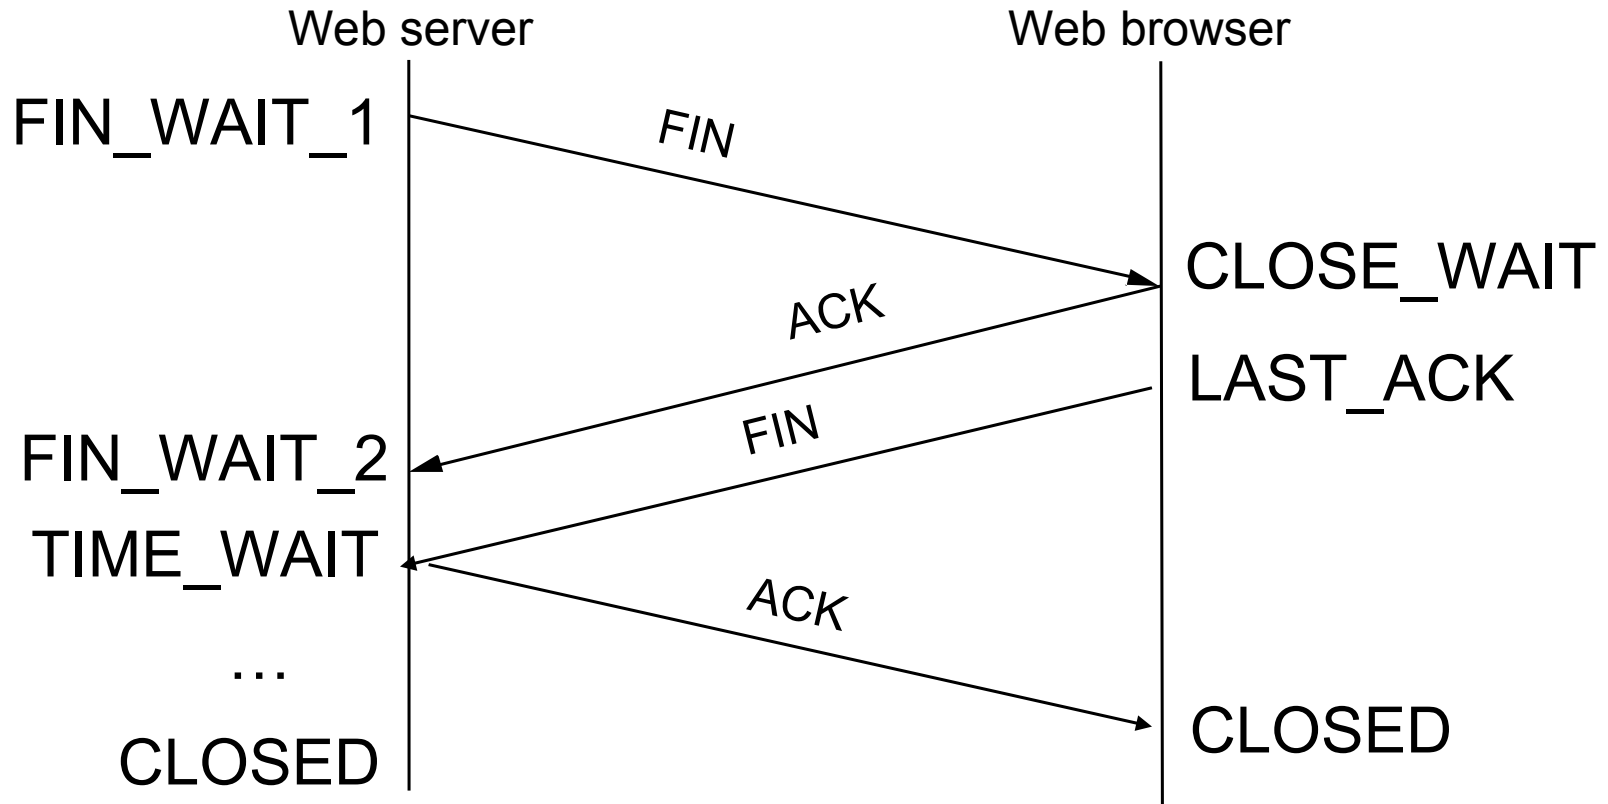 Web server
Web browser
FIN_WAIT_1
FIN
CLOSE_WAIT
ACK
LAST_ACK
FIN
FIN_WAIT_2
TIME_WAIT
ACK
…
CLOSED
CLOSED